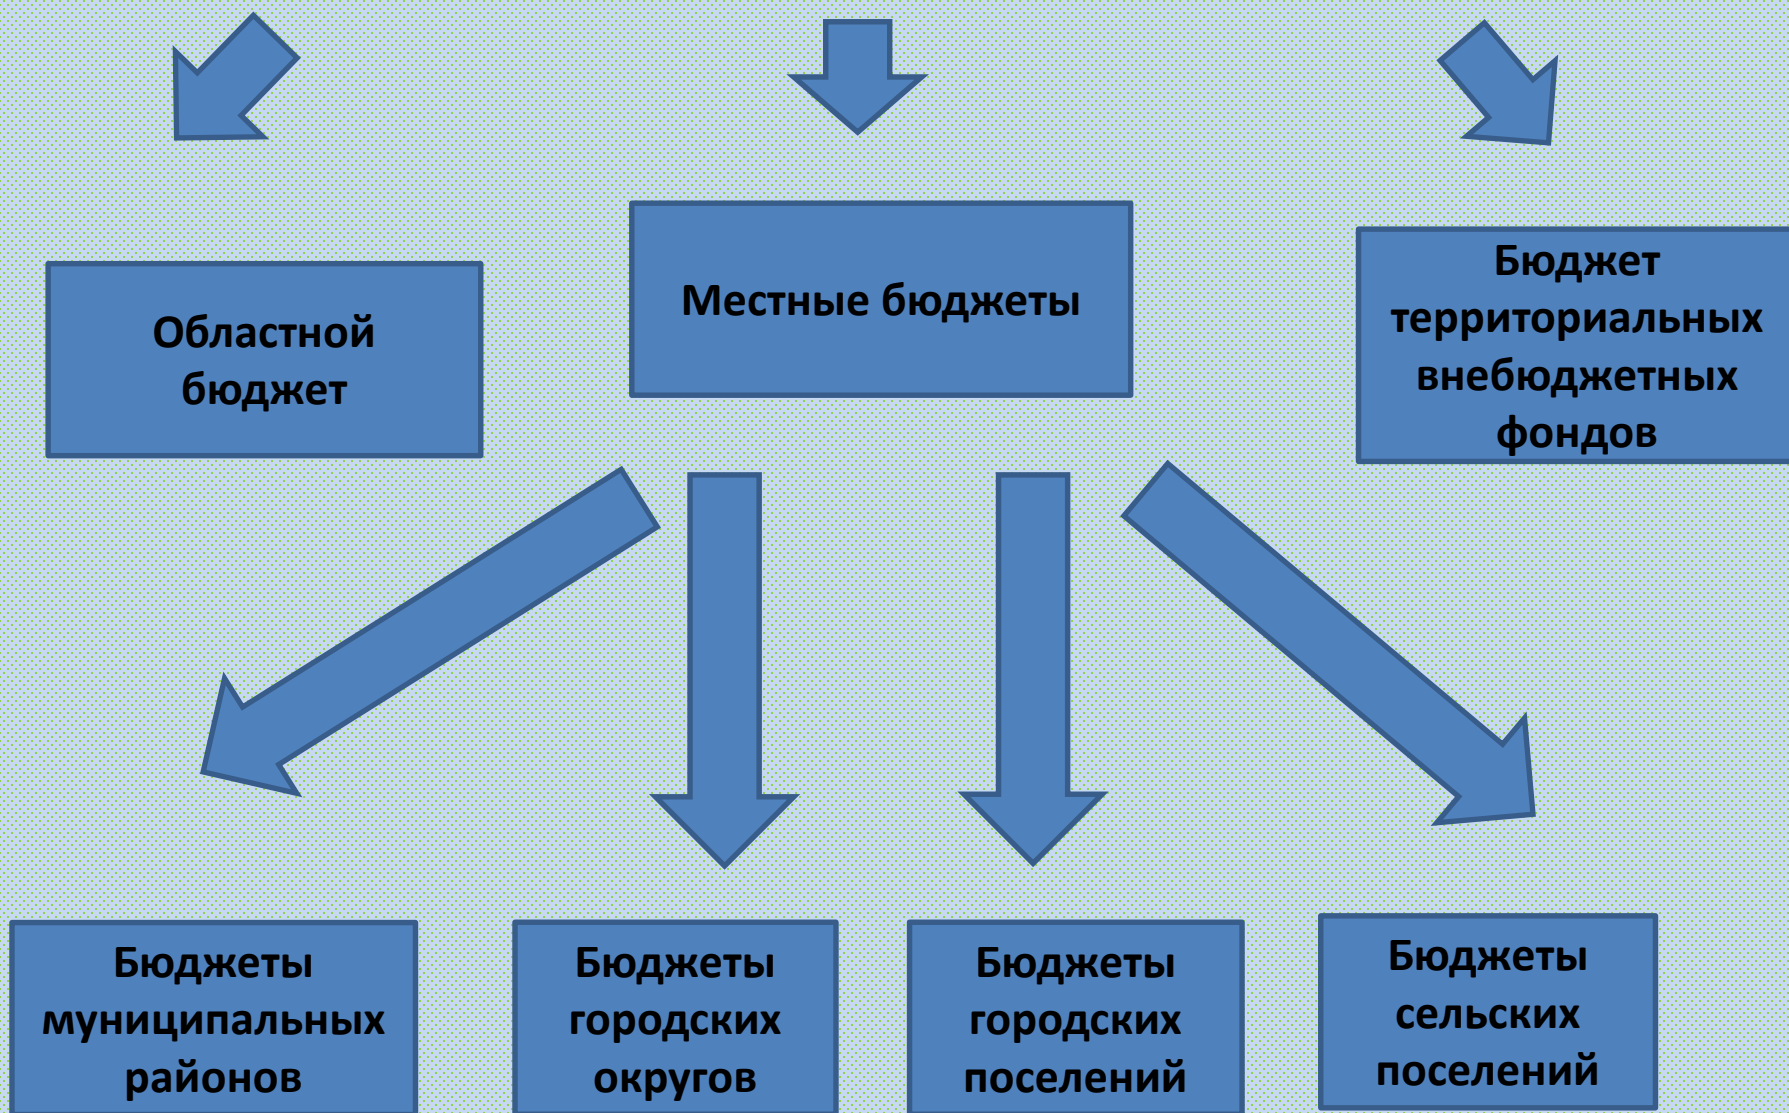 Областной
бюджет
Местные бюджеты
Бюджет
территориальных
внебюджетных
фондов
Бюджеты
муниципальных
районов
Бюджеты
городских
округов
Бюджеты
городских
поселений
Бюджеты
сельских
поселений